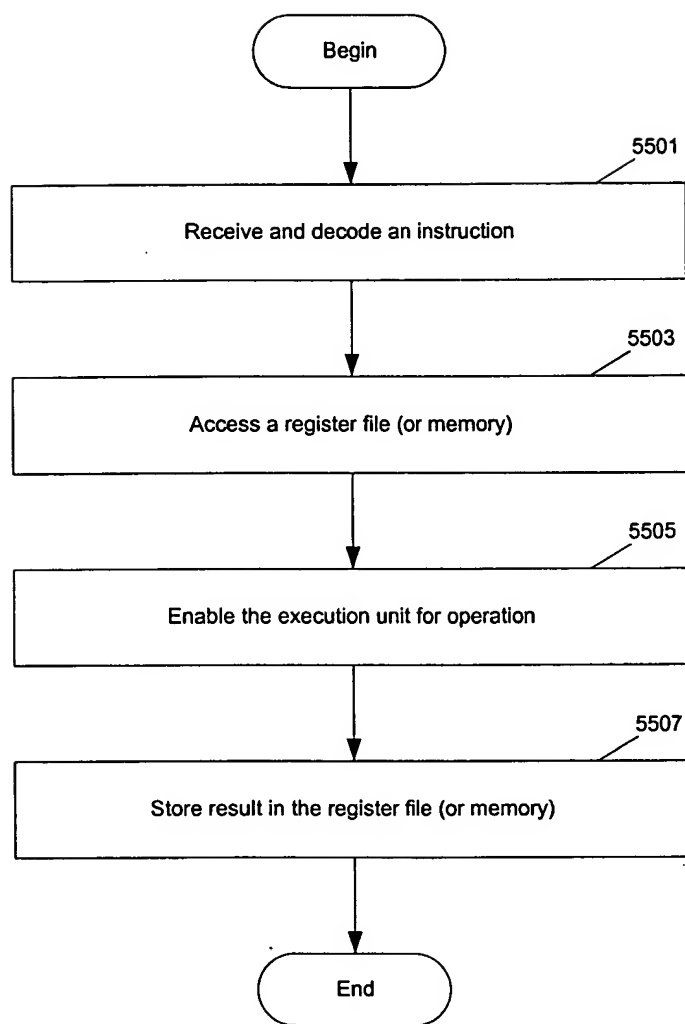 Begin
5501
Receive and decode an instruction
5503
Access a register file (or memory)
5505
Enable the execution unit for operation
5507
Store result in the register file (or memory)
End